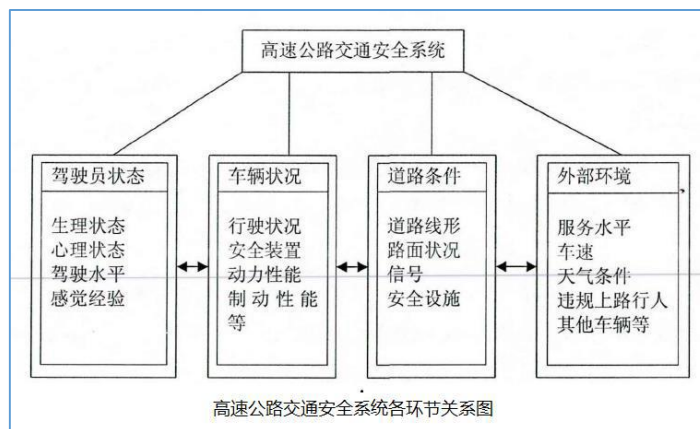 高速公路交通安全系统
驾驶员状态
生理状态
心理状态
驾驶水平
感觉经验
车辆状况
行驶状况
安全装置
动力性能
制动性能
等
道路条件
道路线形
路面状况
信号
安全设施
外部环境
服务水平
车速
天气条件
违规上路行人
其他车辆等
高速公路交通安全系统各环节关系图